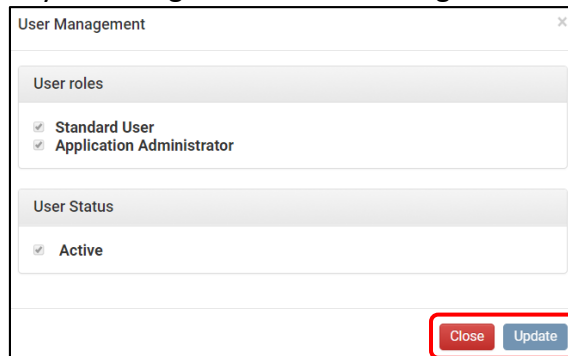 User Management ×
User roles
Standard User
Application Administrator
User Status
Active
Close Update